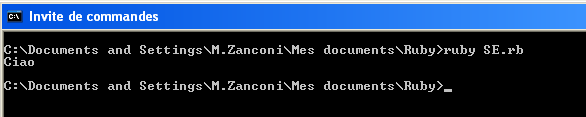 Invite de commandes
C:\Documents and Settings\M.Zanconi\Mes documents\Ruby>ruby SE.rb
Ciao
C:\Documents and Settings\M.Zanconi\Mes documents\Ruby>_